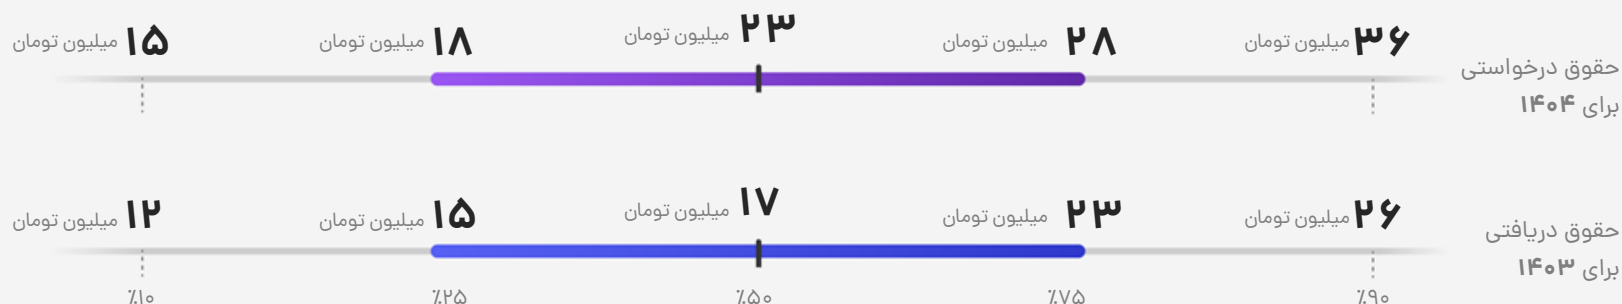 حقوق درخواستی
برای ۱۴۰۴
۳۶ میلیون تومان
۲۸ میلیون تومان
۲۳ میلیون تومان
۱۸ میلیون تومان
۱۵ میلیون تومان
حقوق دریافتی
برای ۱۴۰۳
۲۶ میلیون تومان
۲۳ میلیون تومان
۱۷ میلیون تومان
۱۵ میلیون تومان
۱۲ میلیون تومان
٪۹۰
٪۷۵
٪۵۰
٪۲۵
٪۱۰